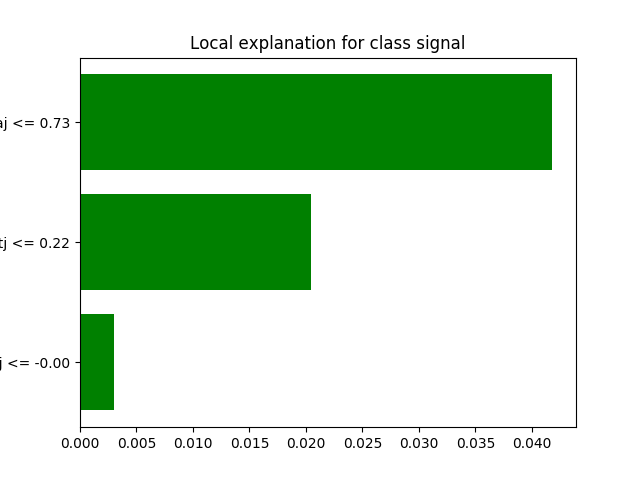 Local explanation for class signal
aj <= 0.73
tj <= 0.22
j <= -0.00
0.000 0.005 0.010 0.015 0.020 0.025 0.030 0.035 0.040